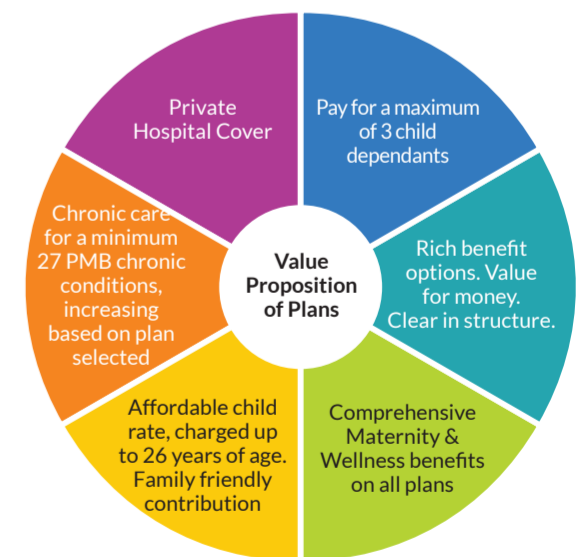 Private
Hospital Cover
Pay for a maximum
of 3 child
dependants
Rich benefit
options. Value
for money.
Clear in structure.
Comprehensive
Maternity &
Wellness benefits
on all plans
Affordable child
rate, charged up
to 26 years of age.
Family friendly
contribution
Chronic care
for a minimum
27 PMB chronic
conditions,
increasing
based on plan
selected
Value
Proposition
of Plans